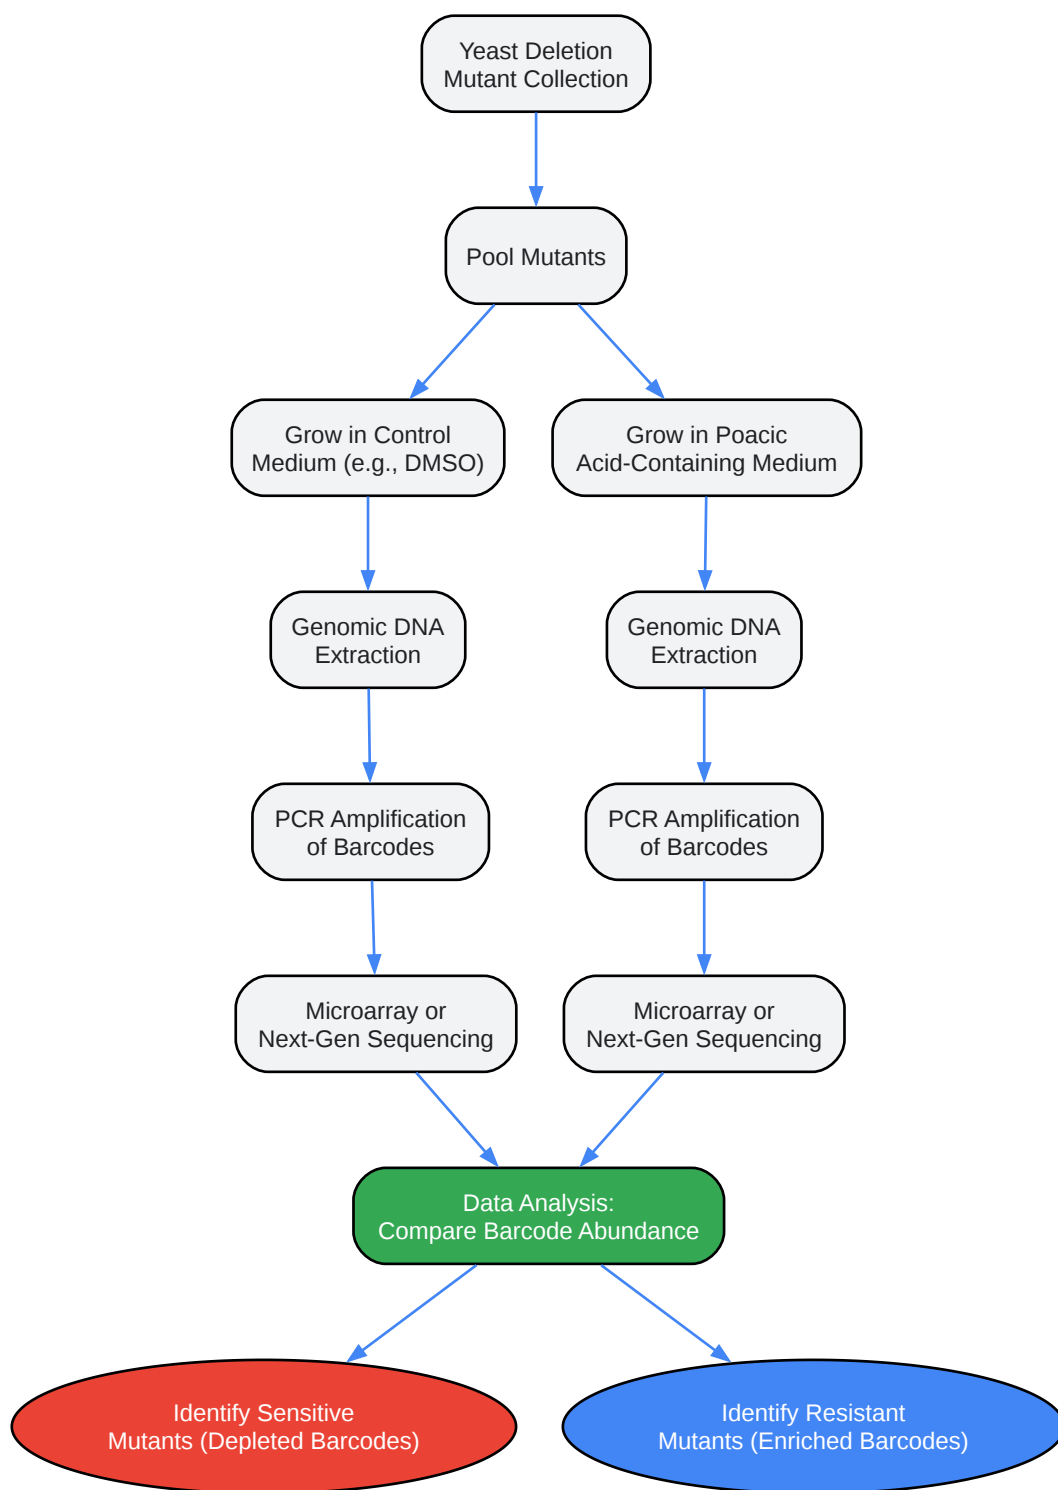 Yeast Deletion
Mutant Collection
Pool Mutants
Grow in Control
Medium (e.g., DMSO)
Grow in Poacic
Acid-Containing Medium
Genomic DNA
Extraction
Genomic DNA
Extraction
PCR Amplification
of Barcodes
PCR Amplification
of Barcodes
Microarray or
Next-Gen Sequencing
Microarray or
Next-Gen Sequencing
Data Analysis:
Compare Barcode Abundance
Identify Sensitive
Mutants (Depleted Barcodes)
Identify Resistant
Mutants (Enriched Barcodes)